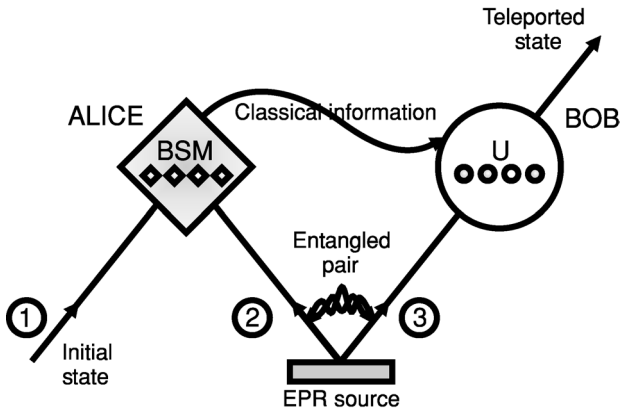 Teleported
state
ALICE
Classical information
BOB
BSM
U
Entangled
pair
1
2
3
Initial
state
EPR source